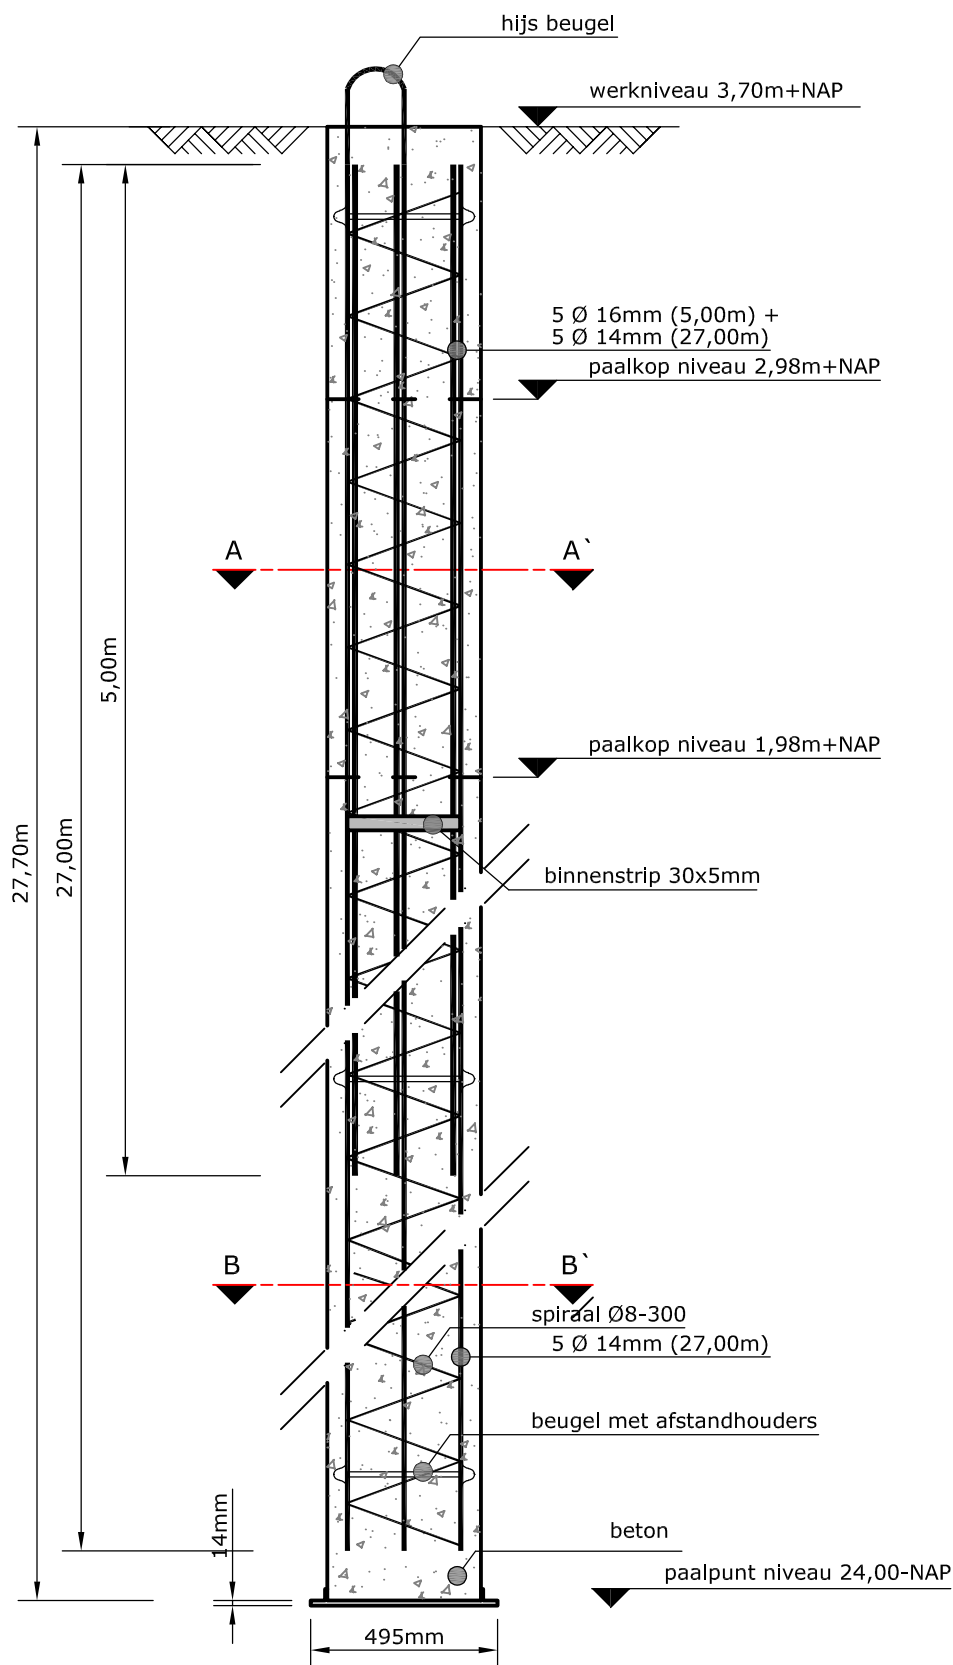 hijs beugel
werkniveau 3,70m+NAP
5 Ø 16mm (5,00m) +
5 Ø 14mm (27,00m)
paalkop niveau 2,98m+NAP
A A`
5,00m
paalkop niveau 1,98m+NAP
27,00m
27,70m
binnenstrip 30x5mm
B B`
spiraal Ø8-300
5 Ø 14mm (27,00m)
beugel met afstandhouders
14mm
beton
paalpunt niveau 24,00-NAP
495mm